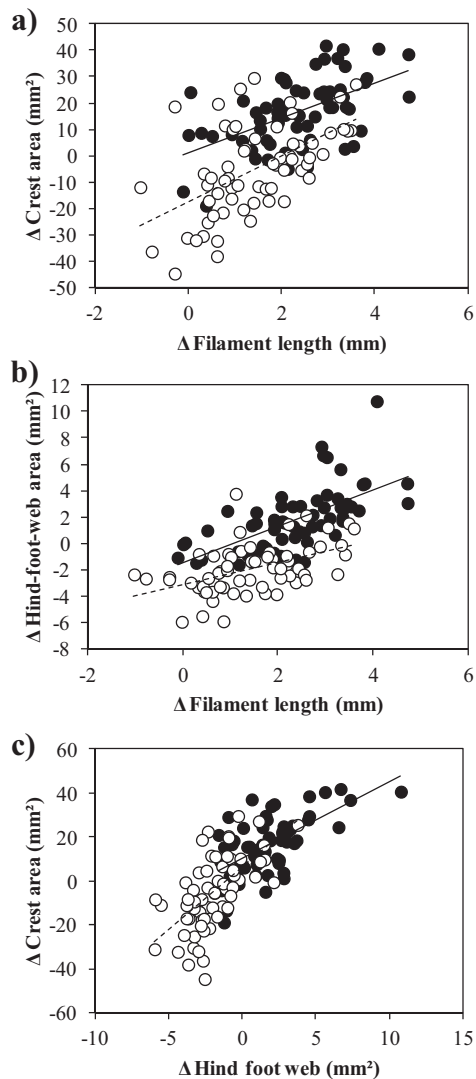 a)
50
40
30
20
10
0
-10
-20
-30
-40
-50
Δ Crest area (mm²)
-2 0 2 4 6
Δ Filament length (mm)
b)
12
10
8
6
4
2
0
-2
-4
-6
-8
Δ Hind-foot-web area (mm²)
-2 0 2 4 6
Δ Filament length (mm)
c)
60
40
20
0
-20
-40
-60
Δ Crest area (mm²)
-10 -5 0 5 10 15
Δ Hind foot web (mm²)